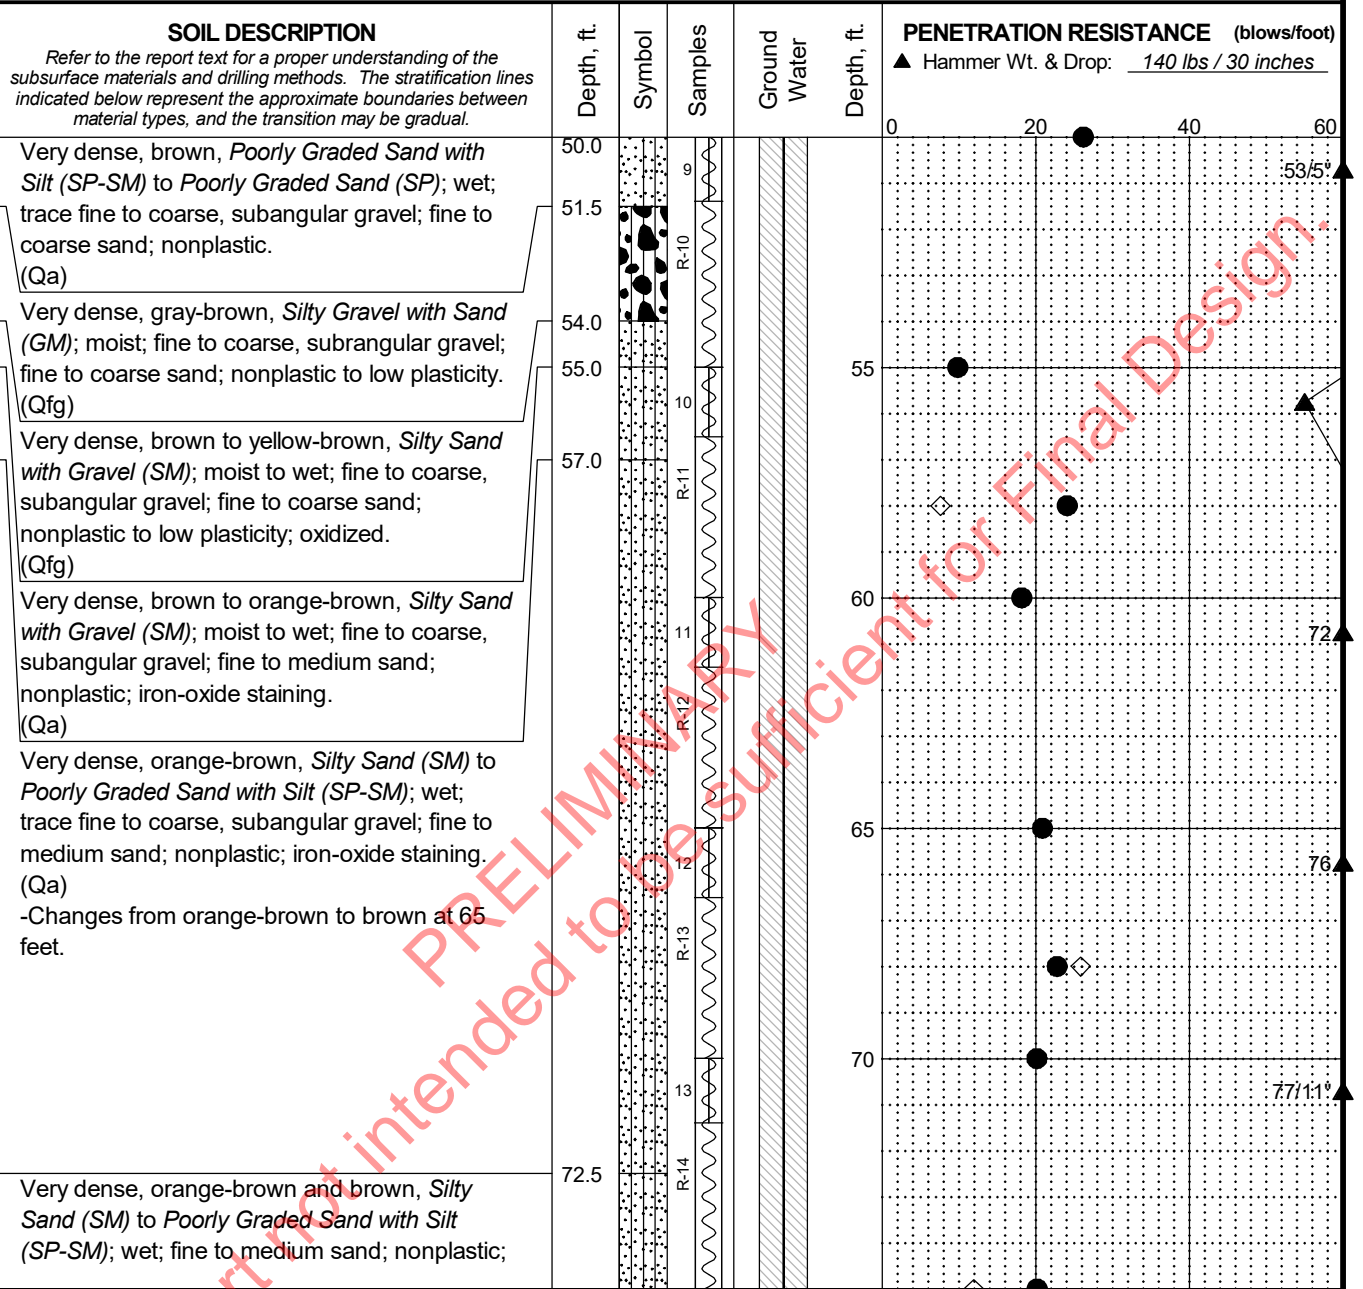 SOIL DESCRIPTION
Refer to the report text for a proper understanding of the
subsurface materials and drilling methods. The stratification lines
indicated below represent the approximate boundaries between
material types, and the transition may be gradual.
Depth, ft.
Symbol
Samples
Ground
Water
Depth, ft.
PENETRATION RESISTANCE (blows/foot)
▲ Hammer Wt. & Drop: 140 lbs / 30 inches
0 20 40 60
Very dense, brown, Poorly Graded Sand with
Silt (SP-SM) to Poorly Graded Sand (SP); wet;
trace fine to coarse, subangular gravel; fine to
coarse sand; nonplastic.
(Qa)
Very dense, gray-brown, Silty Gravel with Sand
(GM); moist; fine to coarse, subrangular gravel;
fine to coarse sand; nonplastic to low plasticity.
(Qfg)
Very dense, brown to yellow-brown, Silty Sand
with Gravel (SM); moist to wet; fine to coarse,
subangular gravel; fine to coarse sand;
nonplastic to low plasticity; oxidized.
(Qfg)
Very dense, brown to orange-brown, Silty Sand
with Gravel (SM); moist to wet; fine to coarse,
subangular gravel; fine to medium sand;
nonplastic; iron-oxide staining.
(Qa)
Very dense, orange-brown, Silty Sand (SM) to
Poorly Graded Sand with Silt (SP-SM); wet;
trace fine to coarse, subangular gravel; fine to
medium sand; nonplastic; iron-oxide staining.
(Qa)
-Changes from orange-brown to brown at 65
feet.
Very dense, orange-brown and brown, Silty
Sand (SM) to Poorly Graded Sand with Silt
(SP-SM); wet; fine to medium sand; nonplastic;
50.0
51.5
54.0
55.0
57.0
72.5
9
R-10
10
R-11
11
R-12
12
R-13
13
R-14
55
60
65
70
53/5"
72
76
77/11"
PRELIMINARY
not intended to be sufficient for Final Design.